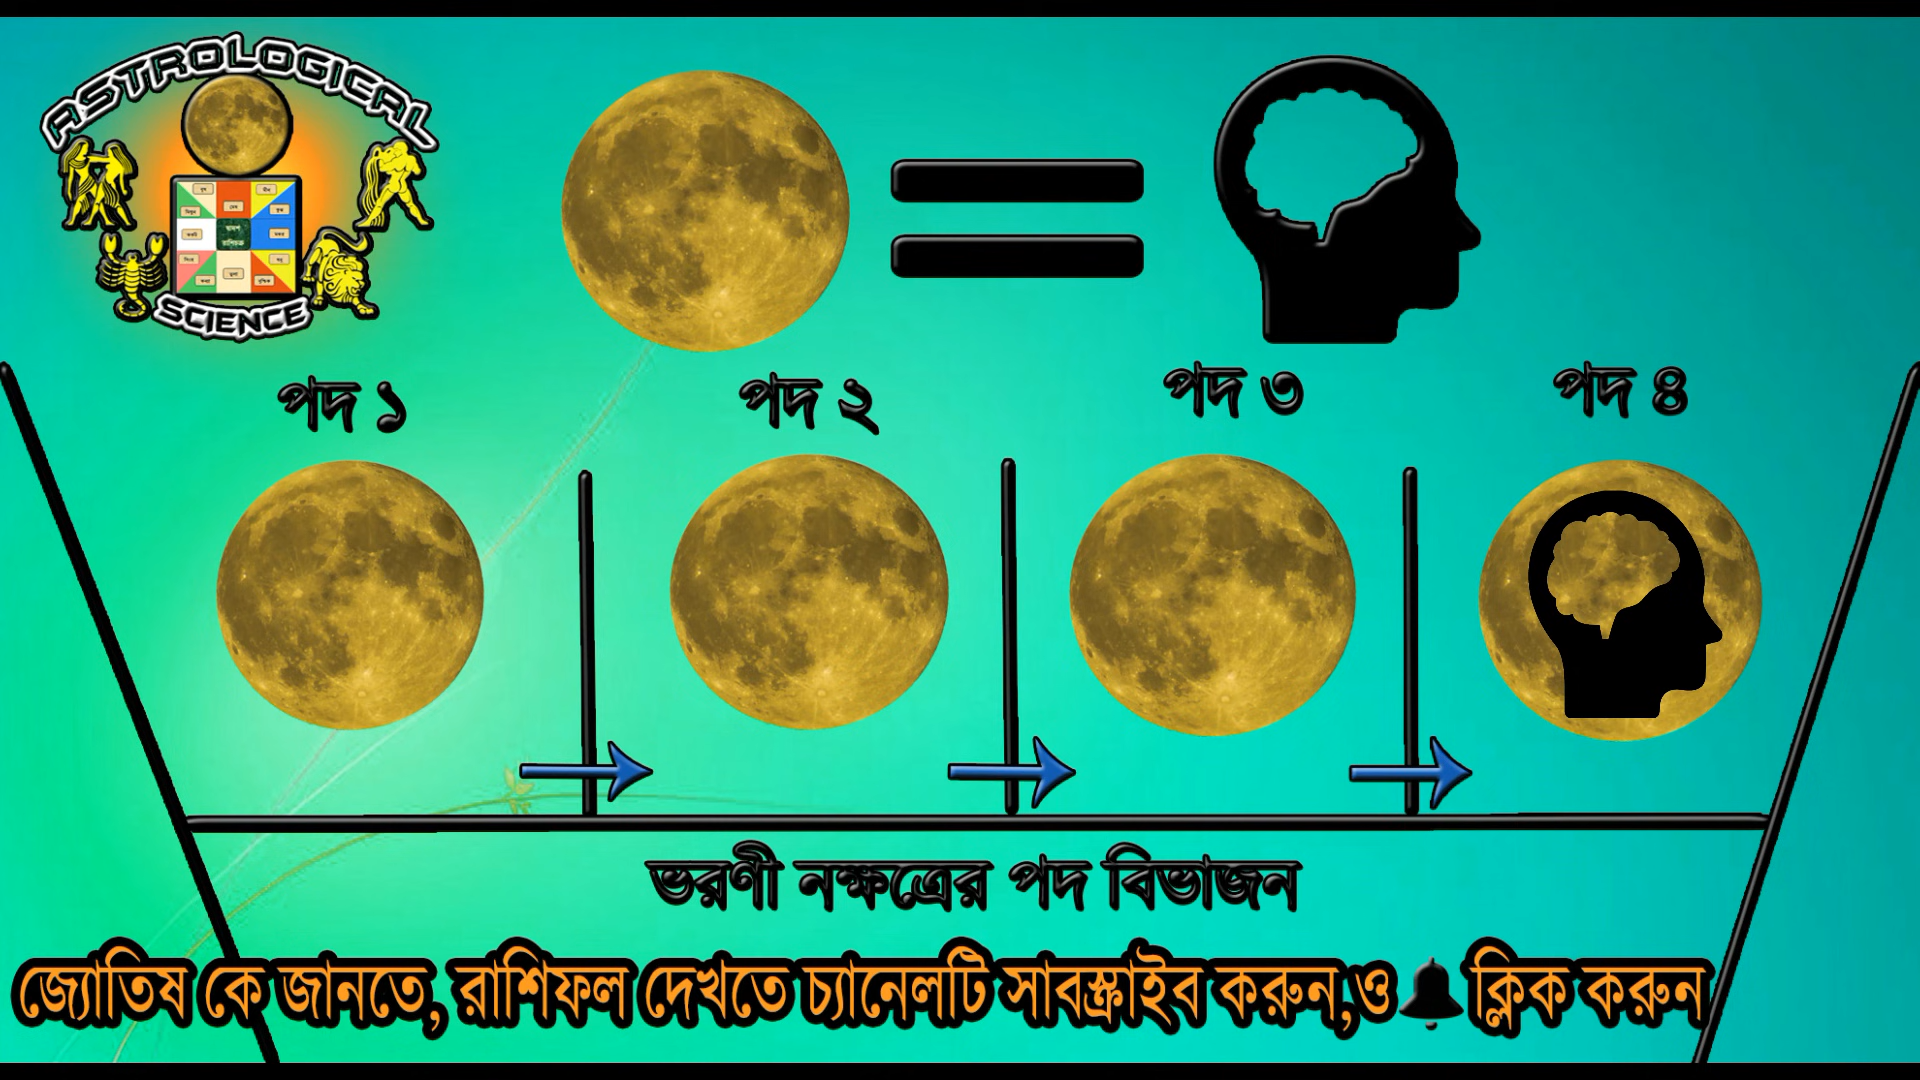 ASTROLOGICAL
SCIENCE
পদ ১ পদ ২ পদ ৩ পদ ৪
ভরণী নক্ষত্রের পদ বিভাজন
জ্যোতিষ কে জানতে, রাশিফল দেখতে চ্যানেলটি সাবস্ক্রাইব করুন,ও ক্লিক করুন